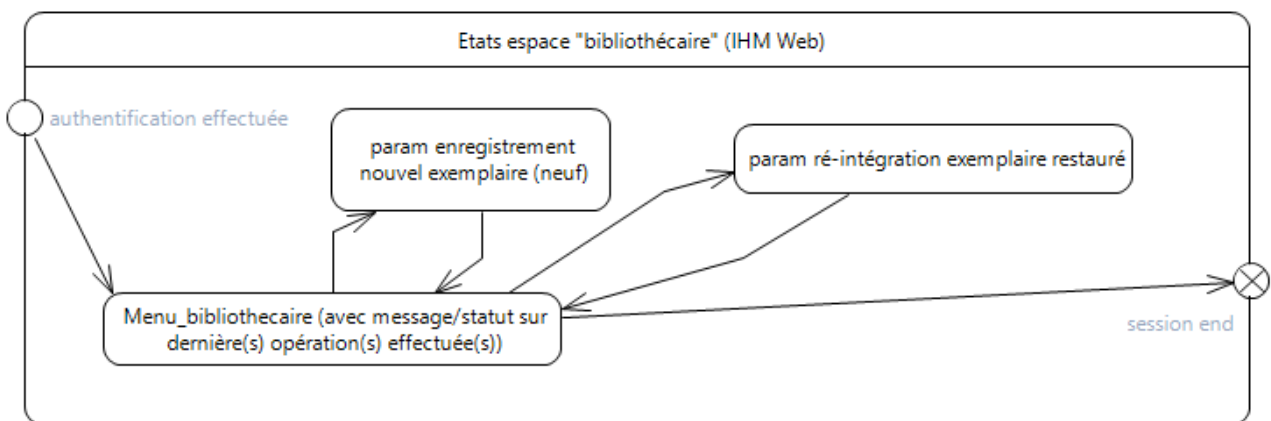 Etats espace "bibliothécaire" (IHM Web)
authentification effectuée
param enregistrement
nouvel exemplaire (neuf)
param ré-intégration exemplaire restauré
Menu_bibliothecaire (avec message/statut sur
dernière(s) opération(s) effectuée(s))
session end